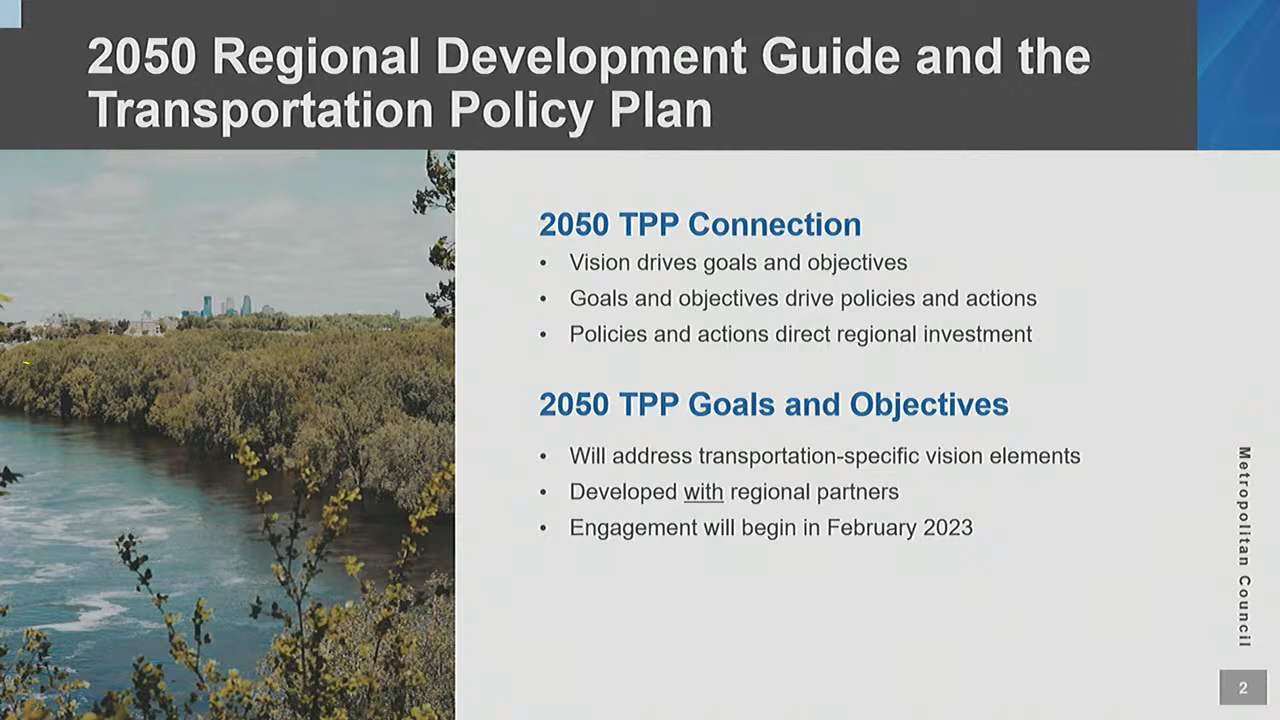 2050 Regional Development Guide and the
Transportation Policy Plan
2050 TPP Connection
• Vision drives goals and objectives
• Goals and objectives drive policies and actions
• Policies and actions direct regional investment
2050 TPP Goals and Objectives
• Will address transportation-specific vision elements
• Developed with regional partners
• Engagement will begin in February 2023
Metropolitan Council
2